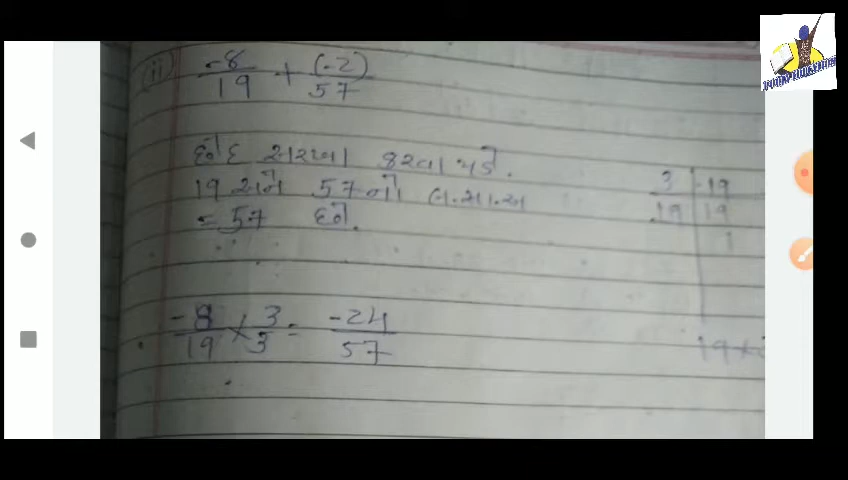 ii) -8/19 + (-2)/57
છેદ સરખા કરવા પડે.
19 અને 57 નો લ.સા.અ
= 57 છે.
3 | 19
19 | 19
1
-8/19 × 3/3 = -24/57